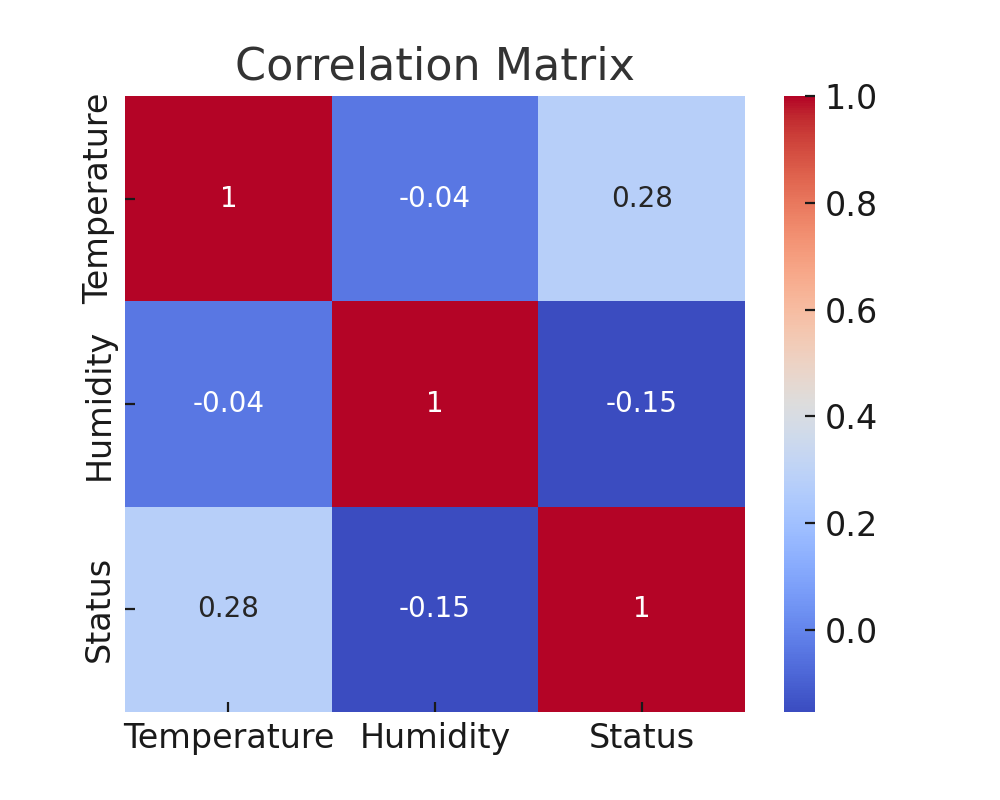 Correlation Matrix
Temperature
1
-0.04
0.28
Humidity
-0.04
1
-0.15
Status
0.28
-0.15
1
Temperature
Humidity
Status
1.0
0.8
0.6
0.4
0.2
0.0